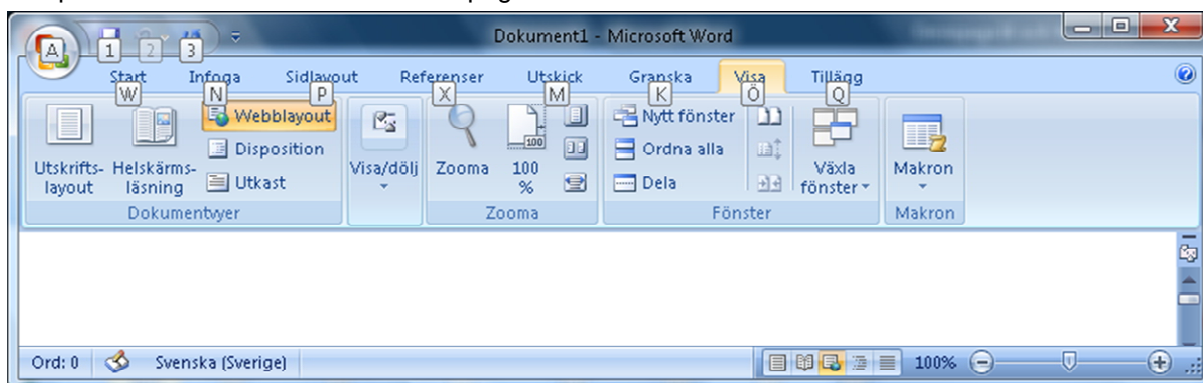 Dokument1 - Microsoft Word
A 1 2 3
Start Infoga Sidlayout Referenser Utskick Granska Visa Tillägg
W N P X M K Ö Q
Utskrifts-
layout
Helskärms-
läsning
Webblayout
Disposition
Utkast
Dokumentvyer
Visa/dölj
Zooma
100
100
%
Zooma
Nytt fönster
Ordna alla
Dela
Växla
fönster
Fönster
Makron
Makron
Ord: 0 Svenska (Sverige) 100%